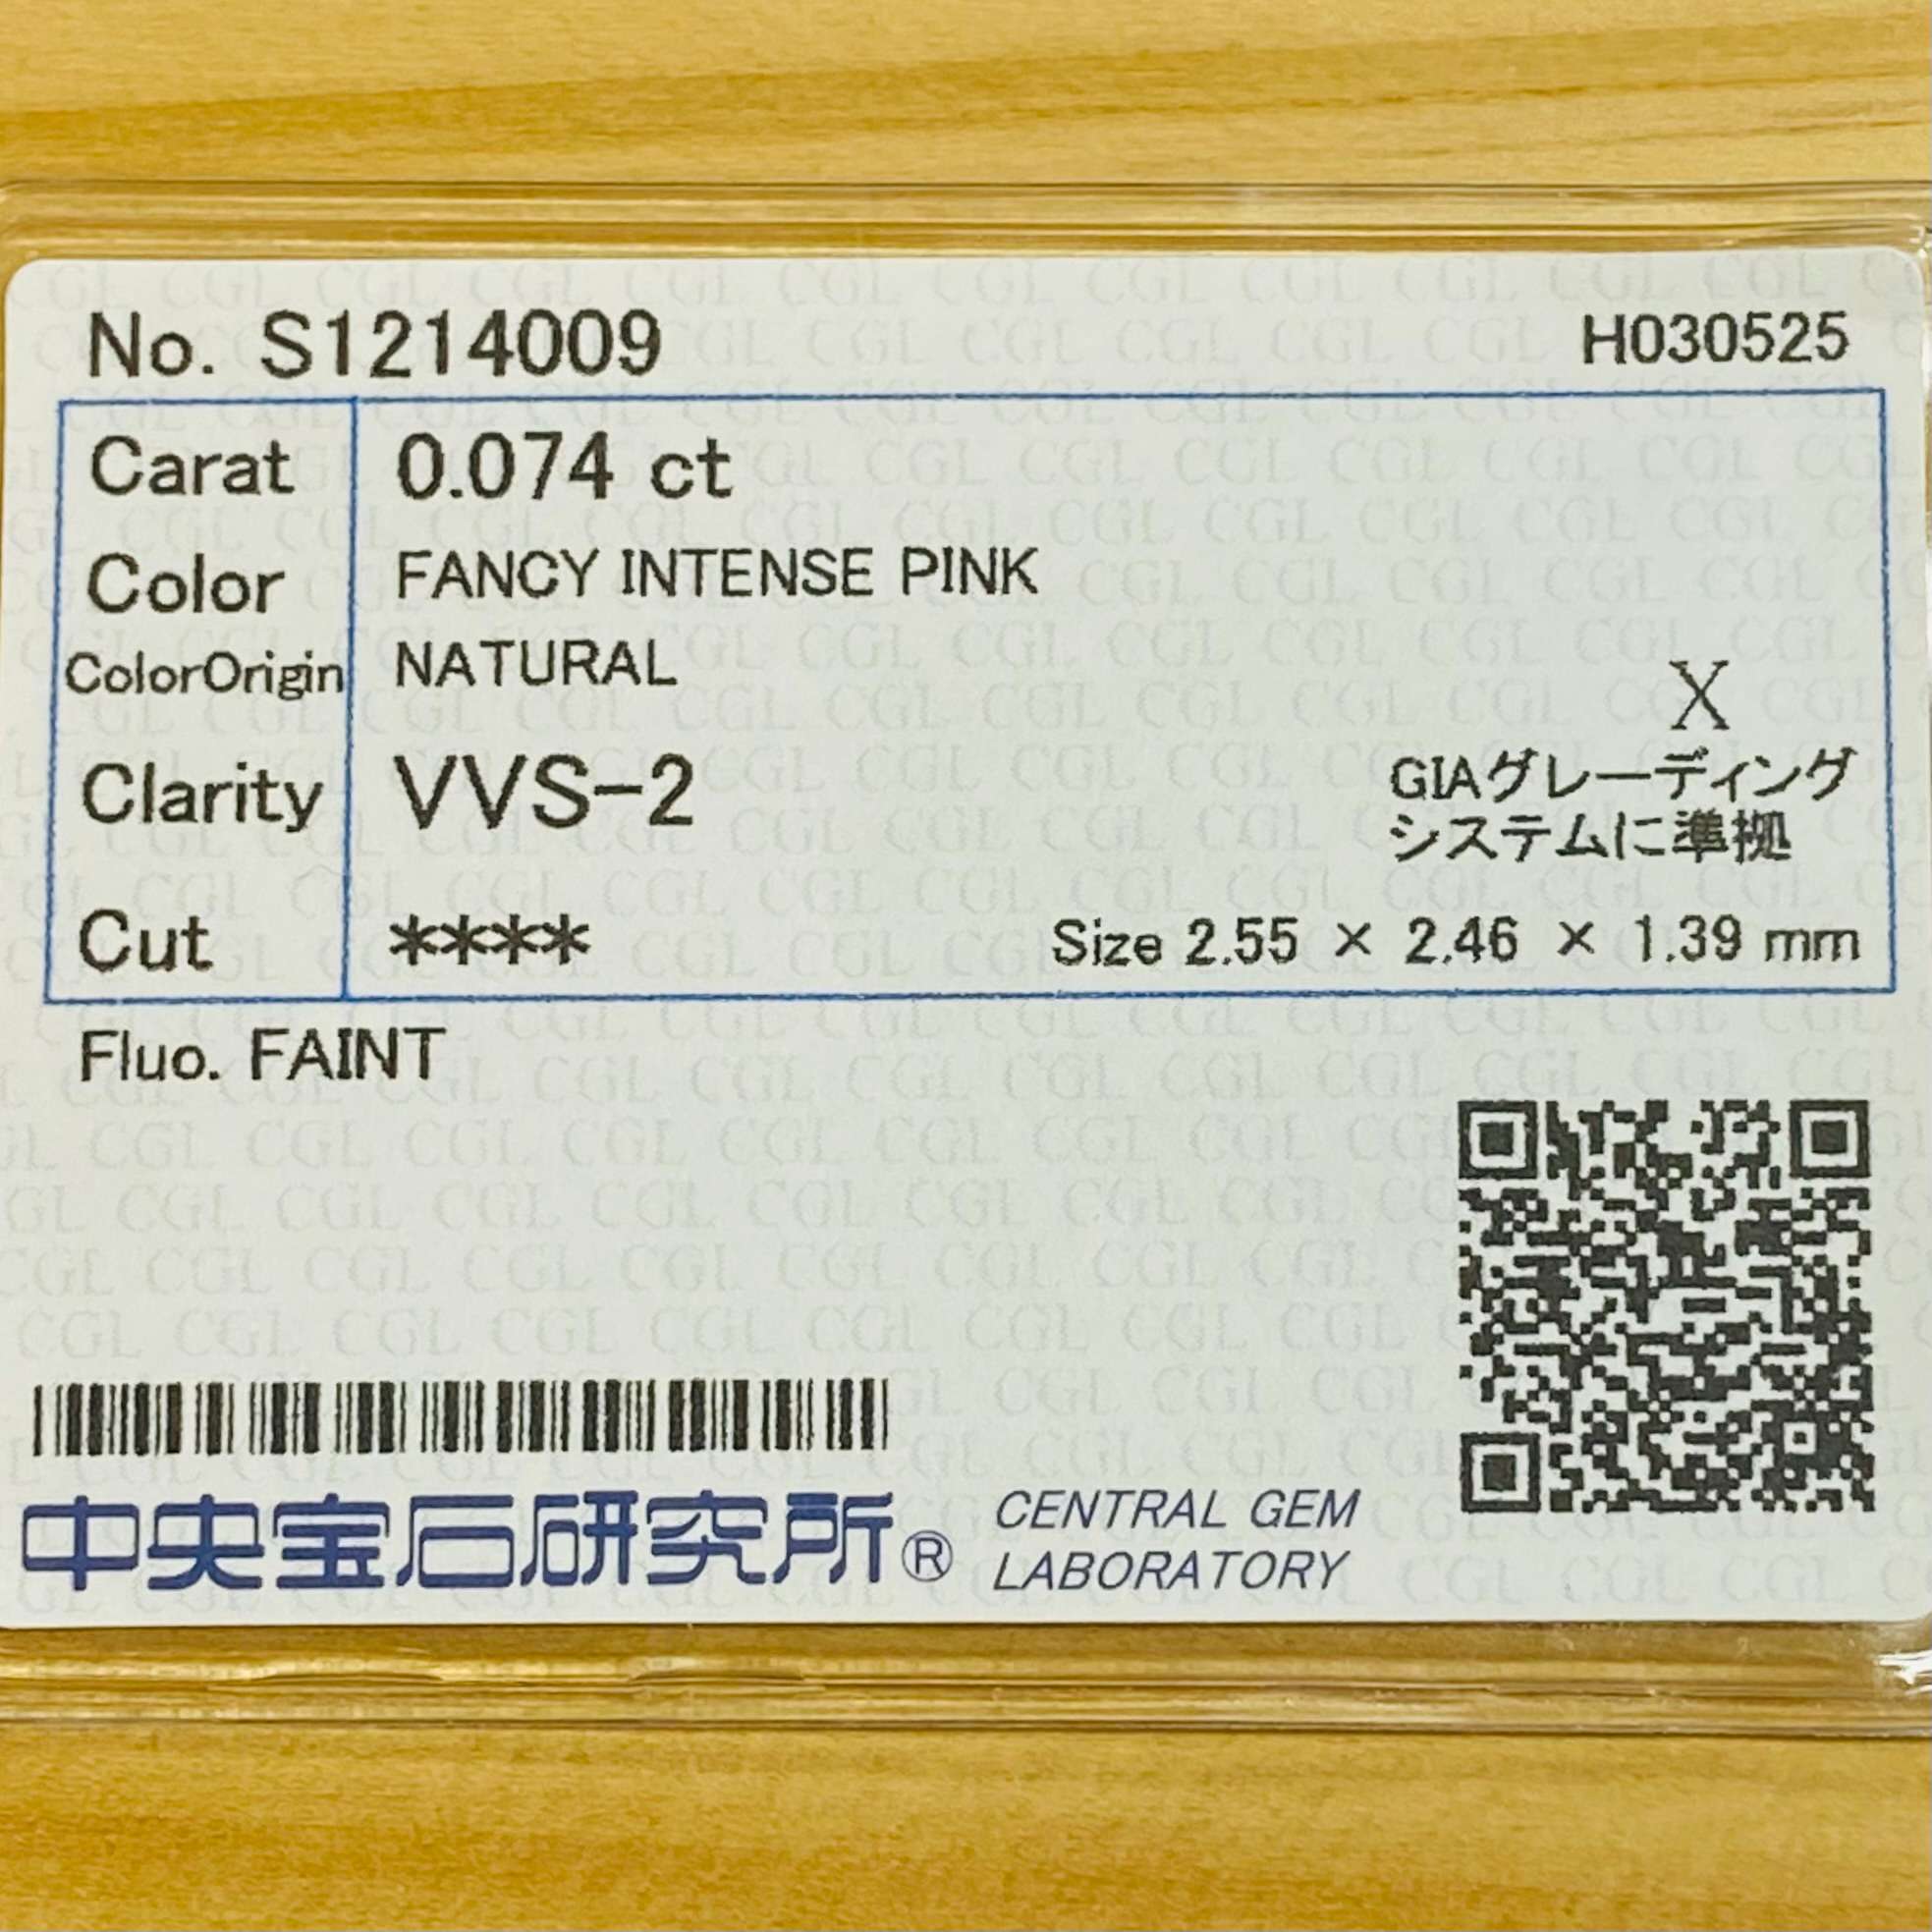 No. S1214009
H030525
Carat 0.074 ct
Color FANCY INTENSE PINK
ColorOrigin NATURAL
X
Clarity VVS-2
GIAグレーディング
システムに準拠
Cut ****
Size 2.55 × 2.46 × 1.39 mm
Fluo. FAINT
中央宝石研究所®
CENTRAL GEM
LABORATORY